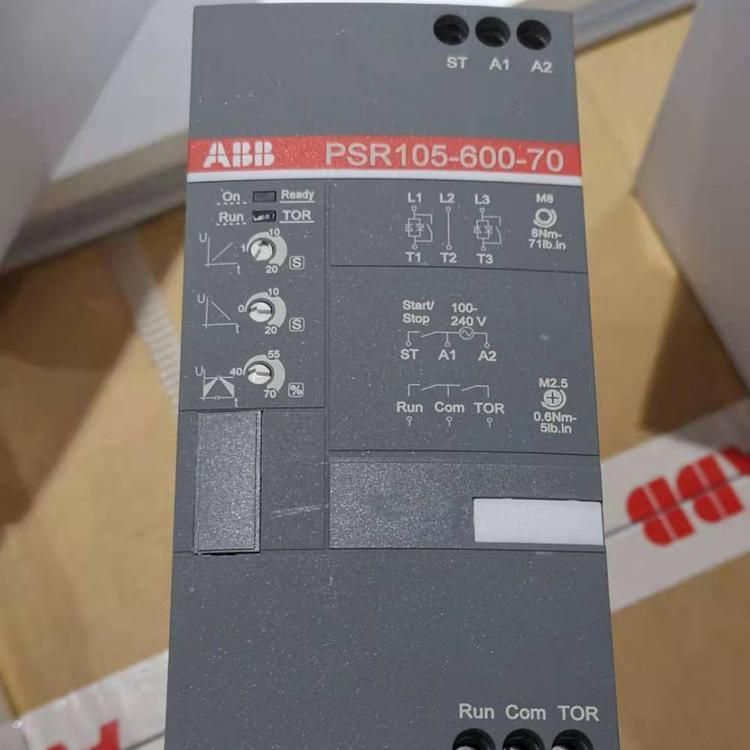 ST A1 A2
ABB PSR105-600-70
On Ready
Run TOR
U 10
1
20 S
t
U 10
0
20 S
t
U 55
40
70 %
t
L1 L2 L3
T1 T2 T3
M8
8Nm-
71lb.in
Start/ 100-
Stop 240 V
ST A1 A2
Run Com TOR
M2.5
0.6Nm-
5lb.in
ABB
Run Com TOR